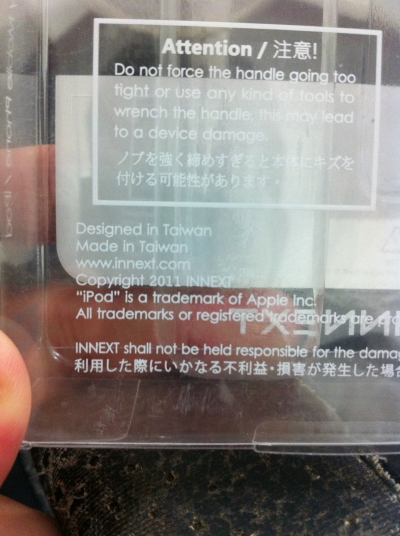 Attention / 注意!
Do not force the handle going too
tight or use any kind of tools to
wrench the handle, this may lead
to a device damage.
ノブを強く締めすぎると本体にキズを
付ける可能性があります。
Designed in Taiwan
Made in Taiwan
www.innext.com
Copyright 2011 INNEXT
“iPod” is a trademark of Apple Inc.
All trademarks or registered trademarks are
INNEXT
INNEXT shall not be held responsible for the
利用した際にいかなる不利益・損害が発生した場合